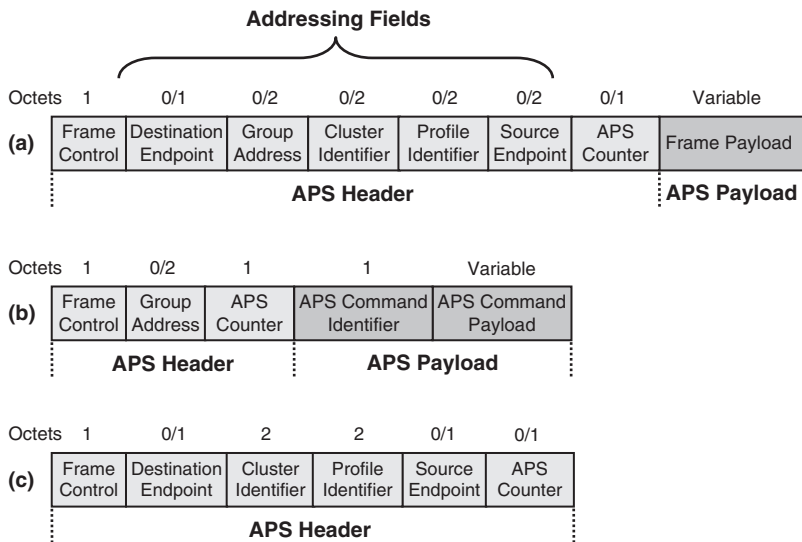 Addressing Fields
Octets 1 0/1 0/2 0/2 0/2 0/2 0/1 Variable
(a)
Frame Control
Destination Endpoint
Group Address
Cluster Identifier
Profile Identifier
Source Endpoint
APS Counter
Frame Payload
APS Header
APS Payload
Octets 1 0/2 1 1 Variable
(b)
Frame Control
Group Address
APS Counter
APS Command Identifier
APS Command Payload
APS Header
APS Payload
Octets 1 0/1 2 2 0/1 0/1
(c)
Frame Control
Destination Endpoint
Cluster Identifier
Profile Identifier
Source Endpoint
APS Counter
APS Header